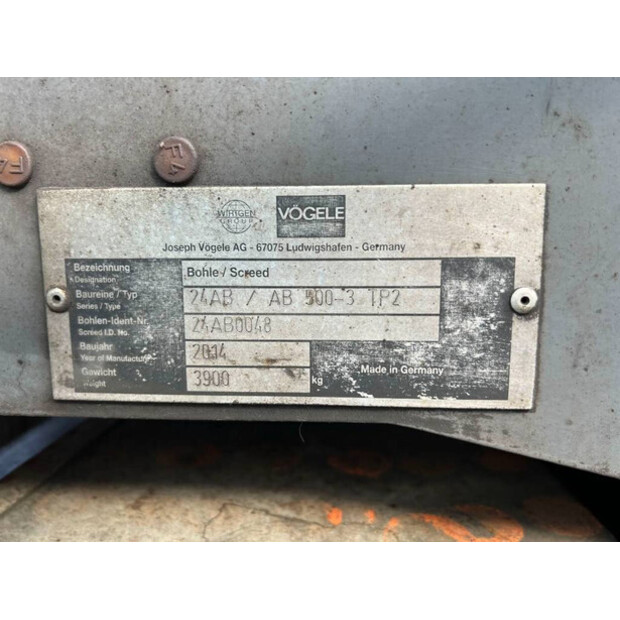 F4
F4
WIRTGEN
GROUP
VÖGELE
Joseph Vögele AG - 67075 Ludwigshafen - Germany
Bezeichnung
Designation
Bohle / Screed
Baureihe / Typ
Series / Type
24AB / AB 500-3 TP2
Bohlen-Ident-Nr.
Screed I.D. No.
24AB0048
Baujahr
Year of Manufacture
2014
Gewicht
Weight
3900
kg
Made in Germany